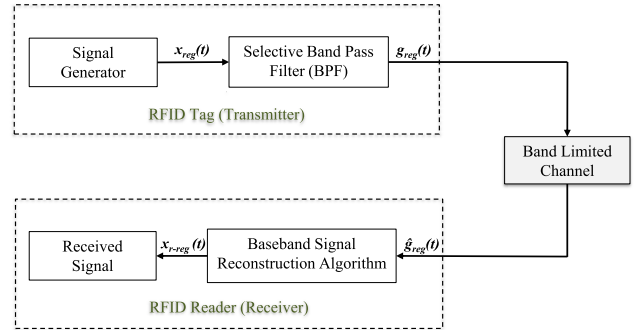 Signal
Generator
x_reg(t)
Selective Band Pass
Filter (BPF)
g_reg(t)
RFID Tag (Transmitter)
Band Limited
Channel
Received
Signal
x_r-reg(t)
Baseband Signal
Reconstruction Algorithm
ĝ_reg(t)
RFID Reader (Receiver)